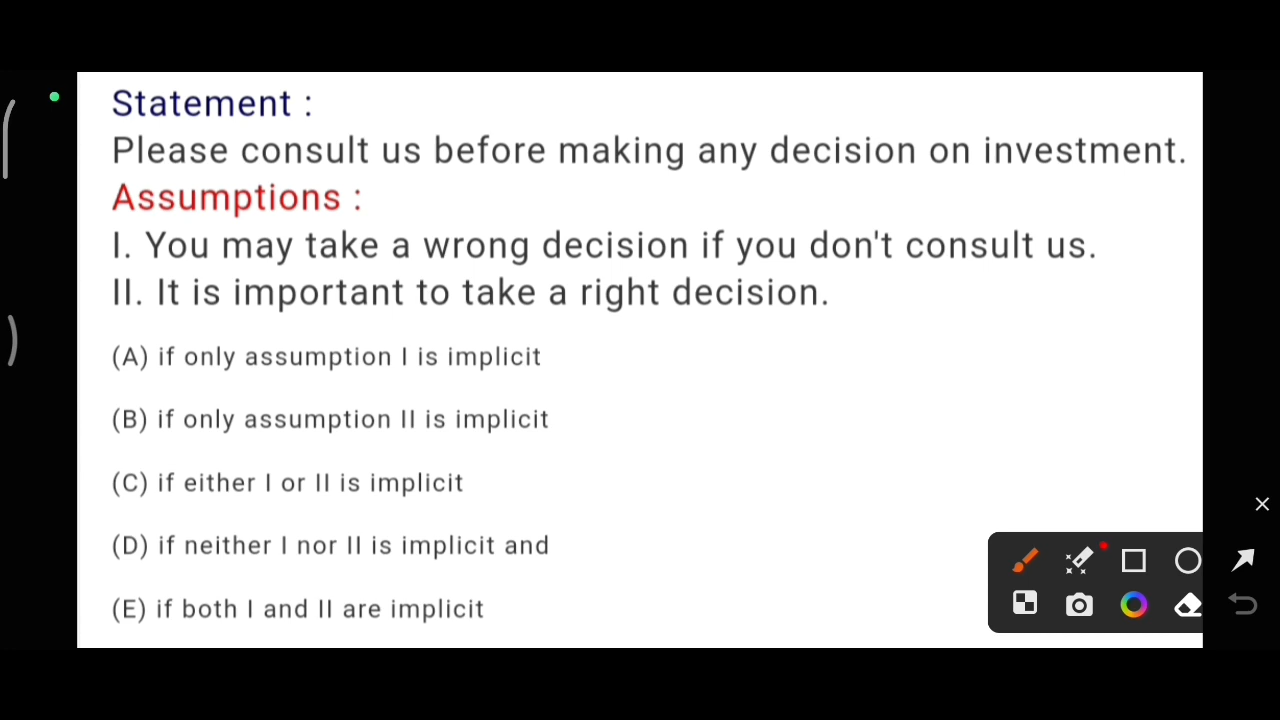 Statement :
Please consult us before making any decision on investment.
Assumptions :
I. You may take a wrong decision if you don't consult us.
II. It is important to take a right decision.
(A) if only assumption I is implicit
(B) if only assumption II is implicit
(C) if either I or II is implicit
(D) if neither I nor II is implicit and
(E) if both I and II are implicit